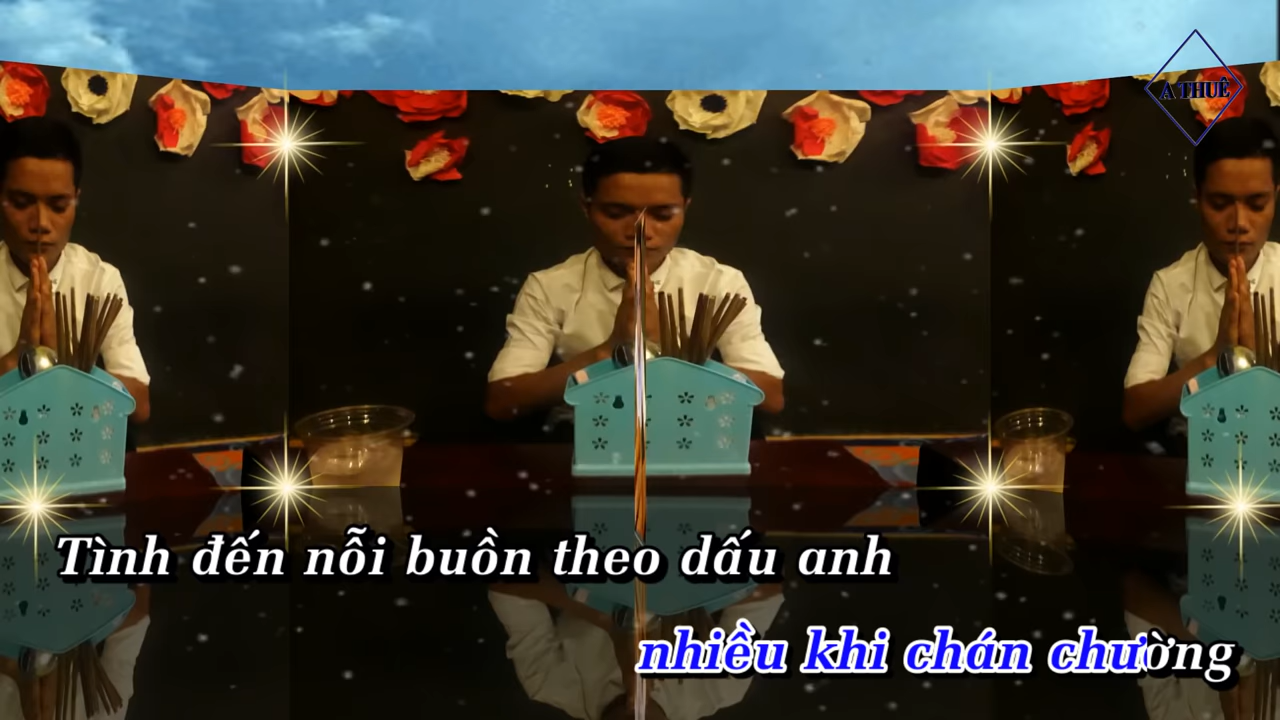 A THUÊ
Tình đến nỗi buồn theo dấu anh
nhiều khi chán chường